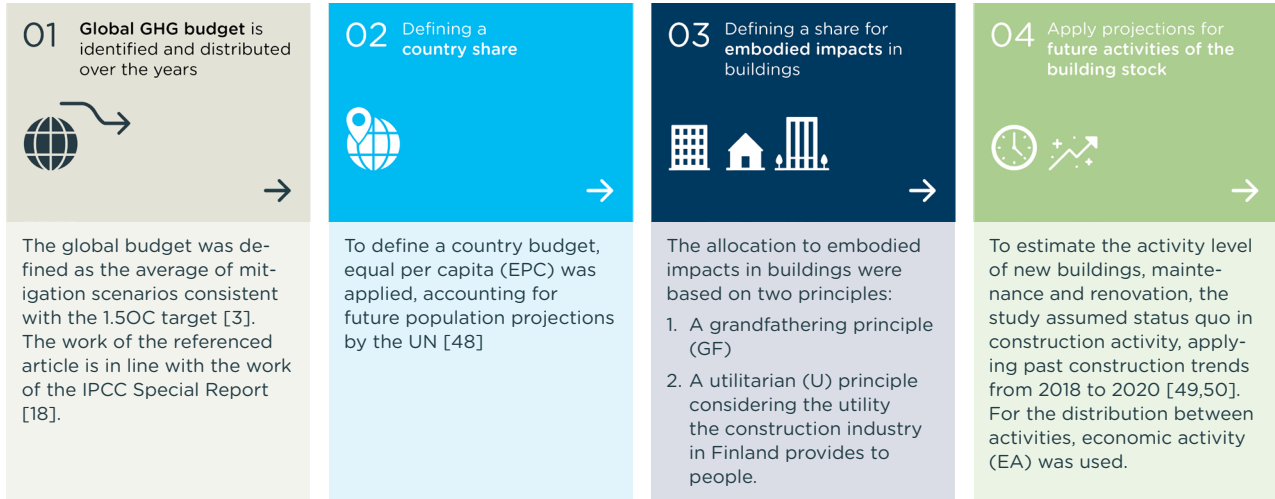 01
Global GHG budget is
identified and distributed
over the years
The global budget was de-
fined as the average of mit-
igation scenarios consistent
with the 1.5OC target [3].
The work of the referenced
article is in line with the work
of the IPCC Special Report
[18].
02
Defining a
country share
To define a country budget,
equal per capita (EPC) was
applied, accounting for
future population projections
by the UN [48]
03
Defining a share for
embodied impacts in
buildings
The allocation to embodied
impacts in buildings were
based on two principles:
1. A grandfathering principle
(GF)
2. A utilitarian (U) principle
considering the utility
the construction industry
in Finland provides to
people.
04
Apply projections for
future activities of the
building stock
To estimate the activity level
of new buildings, mainte-
nance and renovation, the
study assumed status quo in
construction activity, apply-
ing past construction trends
from 2018 to 2020 [49,50].
For the distribution between
activities, economic activity
(EA) was used.